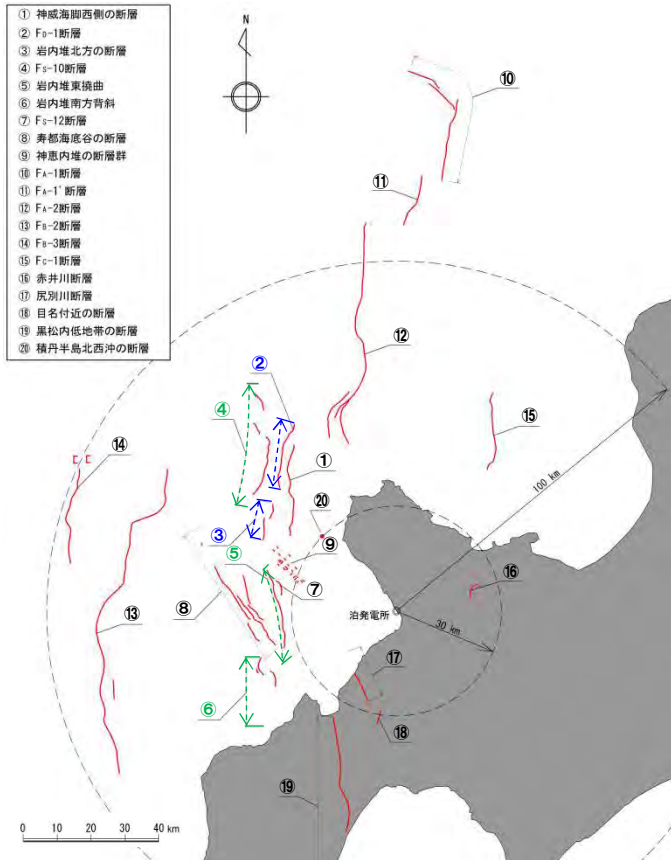 ① 神威海脚西側の断層
② FD-1断層
③ 岩内堆北方の断層
④ FS-10断層
⑤ 岩内堆東撓曲
⑥ 岩内堆南方背斜
⑦ FS-12断層
⑧ 寿都海底谷の断層
⑨ 神恵内堆の断層群
⑩ FA-1断層
⑪ FA-1'断層
⑫ FA-2断層
⑬ FB-2断層
⑭ FB-3断層
⑮ FC-1断層
⑯ 赤井川断層
⑰ 尻別川断層
⑱ 目名付近の断層
⑲ 黒松内低地帯の断層
⑳ 積丹半島北西沖の断層
N
⑩
⑪
⑫
②
④
⑮
⑭
①
100 km
⑳
③
⑨
⑤
⑦
⑯
⑧
泊発電所
⑬
30 km
⑰
⑥
⑱
⑲
0 10 20 30 40 km